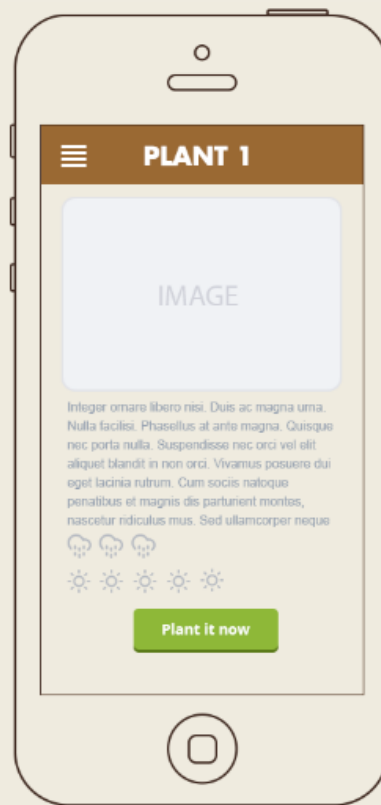 PLANT 1
IMAGE
Integer ornare libero nisi. Duis ac magna urna.
Nulla facilisi. Phasellus at ante magna. Quisque
nec porta nulla. Suspendisse nec orci vel elit
aliquet blandit in non orci. Vivamus posuere dui
eget lacinia rutrum. Cum sociis natoque
penatibus et magnis dis parturient montes,
nascetur ridiculus mus. Sed ullamcorper neque
Plant it now